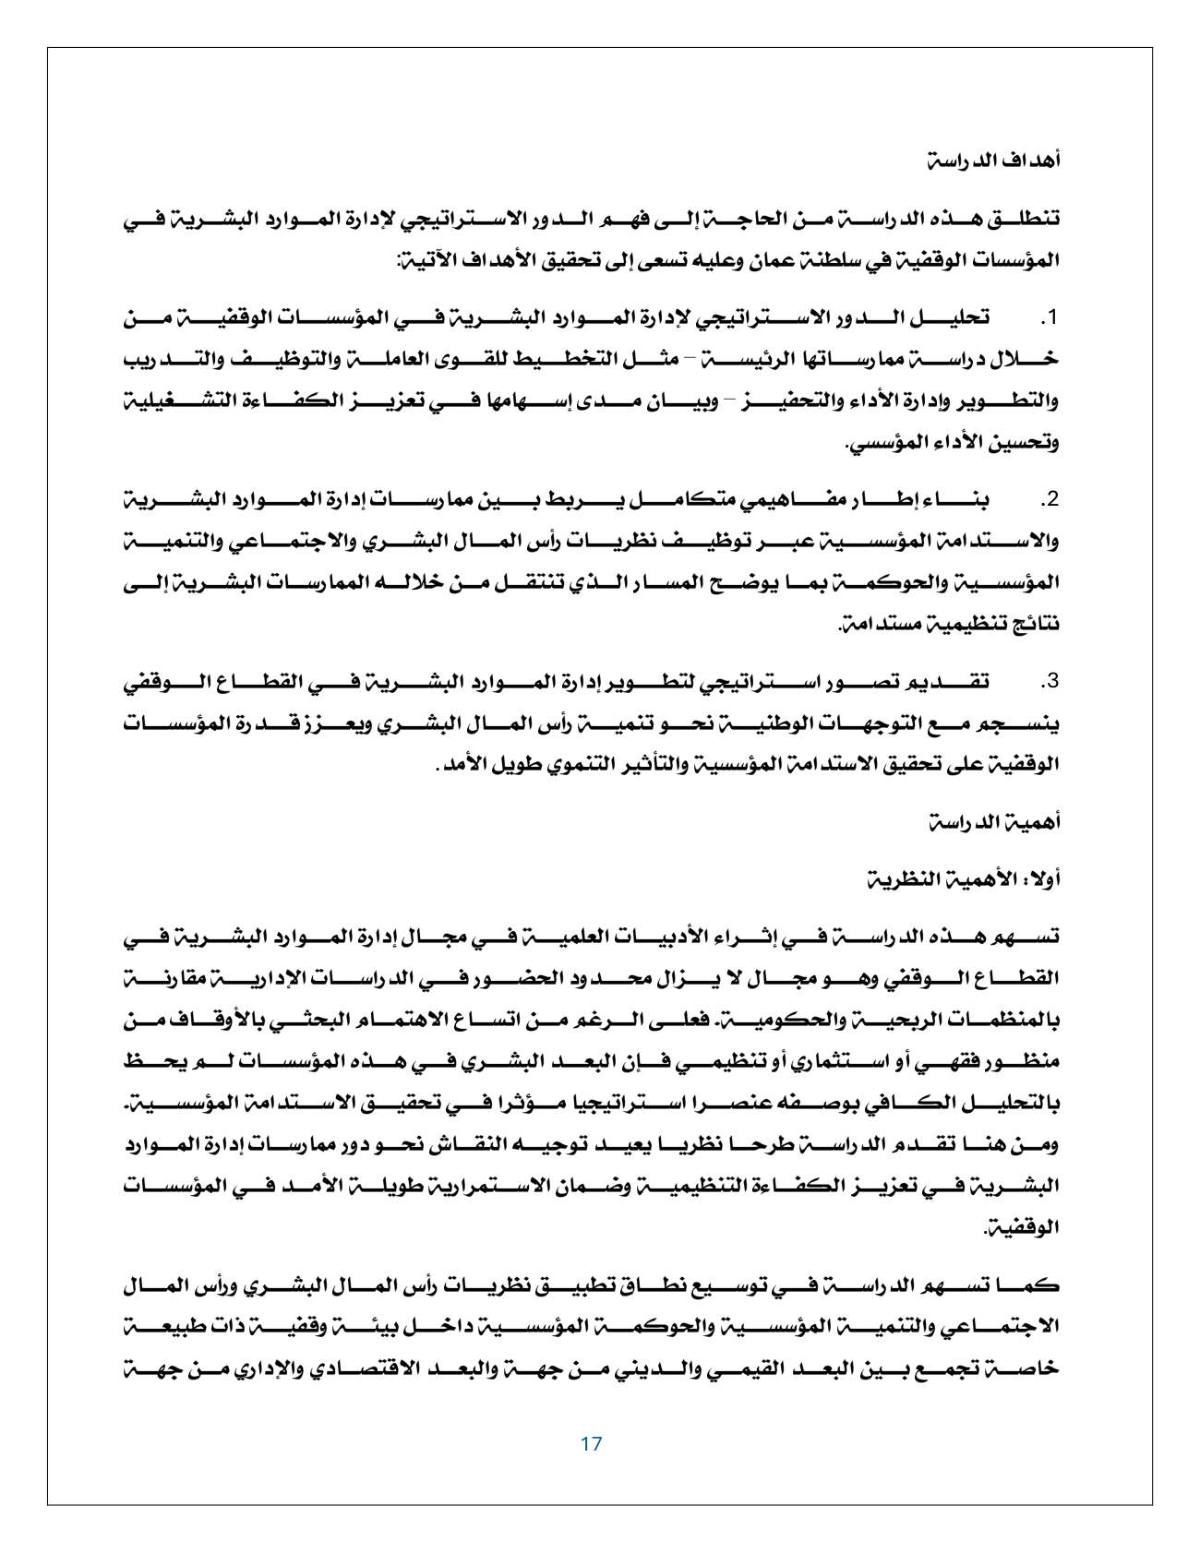 أهداف الدراسة
تنطلق هذه الدراسة من الحاجة إلى فهم الدور الاستراتيجي لإدارة الموارد البشرية في
المؤسسات الوقفية في سلطنة عمان وعليه تسعى إلى تحقيق الأهداف الآتية:
1. تحليل الدور الاستراتيجي لإدارة الموارد البشرية في المؤسسات الوقفية من
خلال دراسة ممارساتها الرئيسة – مثل التخطيط للقوى العاملة والتوظيف والتدريب
والتطوير وإدارة الأداء والتحفيز – وبيان مدى إسهامها في تعزيز الكفاءة التشغيلية
وتحسين الأداء المؤسسي.
2. بناء إطار مفاهيمي متكامل يربط بين ممارسات إدارة الموارد البشرية
والاستدامة المؤسسية عبر توظيف نظريات رأس المال البشري والاجتماعي والتنمية
المؤسسية والحوكمة بما يوضح المسار الذي تنتقل من خلاله الممارسات البشرية إلى
نتائج تنظيمية مستدامة.
3. تقديم تصور استراتيجي لتطوير إدارة الموارد البشرية في القطاع الوقفي
ينسجم مع التوجهات الوطنية نحو تنمية رأس المال البشري ويعزز قدرة المؤسسات
الوقفية على تحقيق الاستدامة المؤسسية والتأثير التنموي طويل الأمد.
أهمية الدراسة
أولا: الأهمية النظرية
تسهم هذه الدراسة في إثراء الأدبيات العلمية في مجال إدارة الموارد البشرية في
القطاع الوقفي وهو مجال لا يزال محدود الحضور في الدراسات الإدارية مقارنة
بالمنظمات الربحية والحكومية. فعلى الرغم من اتساع الاهتمام البحثي بالأوقاف من
منظور فقهي أو استثماري أو تنظيمي فإن البعد البشري في هذه المؤسسات لم يحظ
بالتحليل الكافي بوصفه عنصرا استراتيجيا مؤثرا في تحقيق الاستدامة المؤسسية.
ومن هنا تقدم الدراسة طرحا نظريا يعيد توجيه النقاش نحو دور ممارسات إدارة الموارد
البشرية في تعزيز الكفاءة التنظيمية وضمان الاستمرارية طويلة الأمد في المؤسسات
الوقفية.
كما تسهم الدراسة في توسيع نطاق تطبيق نظريات رأس المال البشري ورأس المال
الاجتماعي والتنمية المؤسسية والحوكمة المؤسسية داخل بيئة وقفية ذات طبيعة
خاصة تجمع بين البعد القيمي والديني من جهة والبعد الاقتصادي والإداري من جهة
17